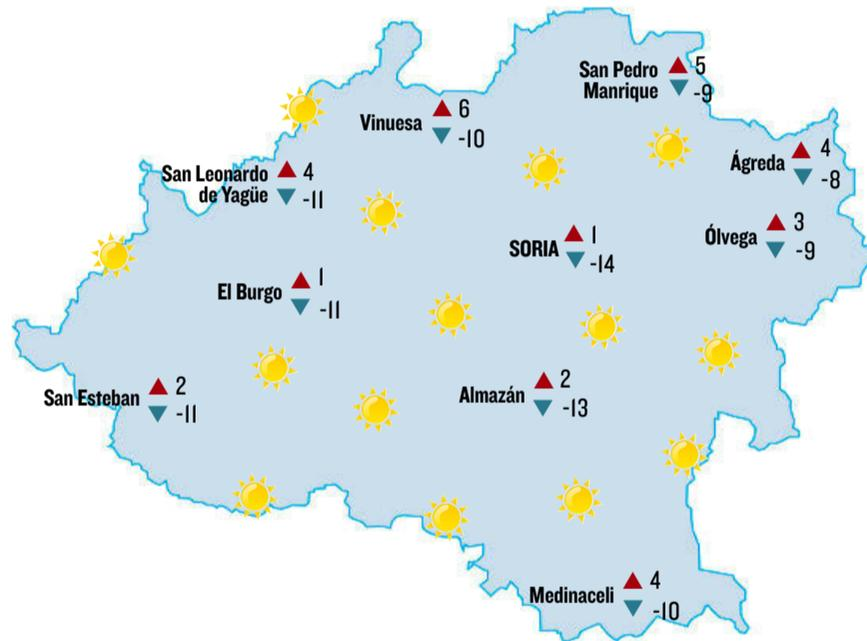 San Pedro
Manrique
5
-9
Vinuesa
6
-10
Ágreda
4
-8
San Leonardo
de Yagüe
4
-11
Ólvega
3
-9
SORIA
1
-14
El Burgo
1
-11
San Esteban
2
-11
Almazán
2
-13
Medinaceli
4
-10